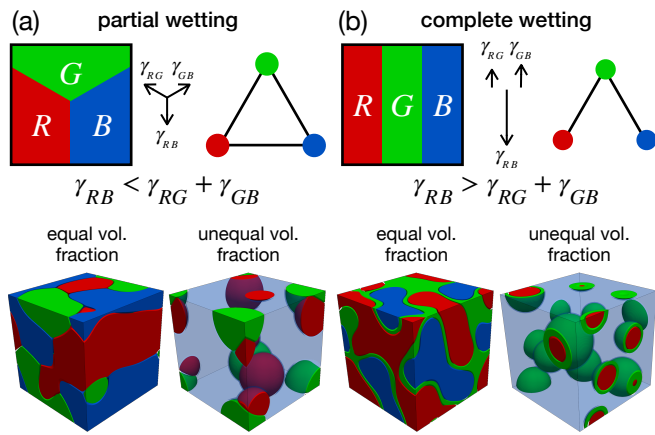 (a) partial wetting
G
R B
γRG γGB
γRB
γRB < γRG + γGB
equal vol. fraction
unequal vol. fraction
(b) complete wetting
R G B
γRG γGB
γRB
γRB > γRG + γGB
equal vol. fraction
unequal vol. fraction